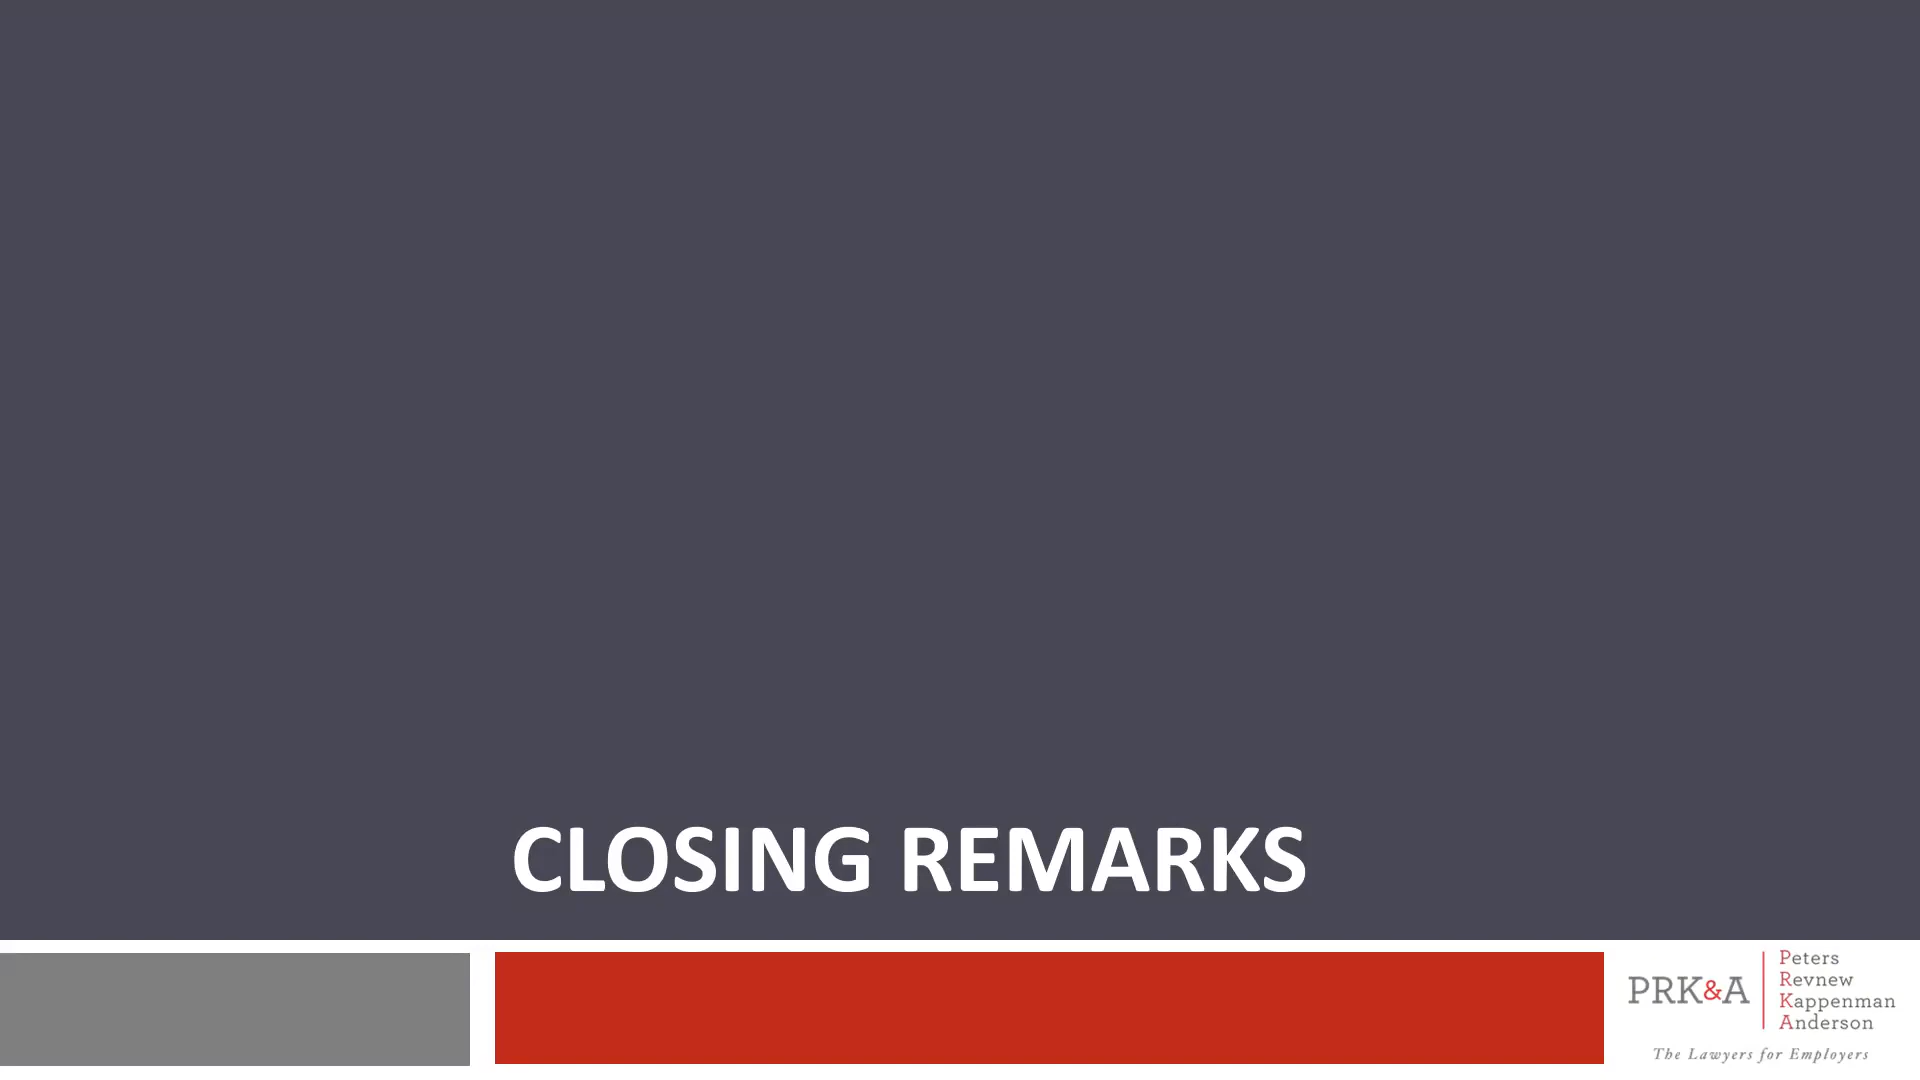 CLOSING REMARKS
PRK&A
Peters
Revnew
Kappenman
Anderson
The Lawyers for Employers